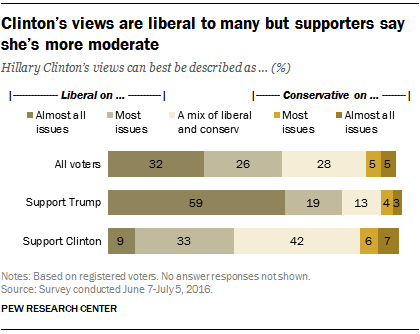 Clinton's views are liberal to many but supporters say
she's more moderate
Hillary Clinton's views can best be described as ... (%)
Liberal on ... Conservative on ...
Almost all issues Most issues A mix of liberal and conserv Most issues Almost all issues
All voters 32 26 28 5 5
Support Trump 59 19 13 4 3
Support Clinton 9 33 42 6 7
Notes: Based on registered voters. No answer responses not shown.
Source: Survey conducted June 7-July 5, 2016.
PEW RESEARCH CENTER